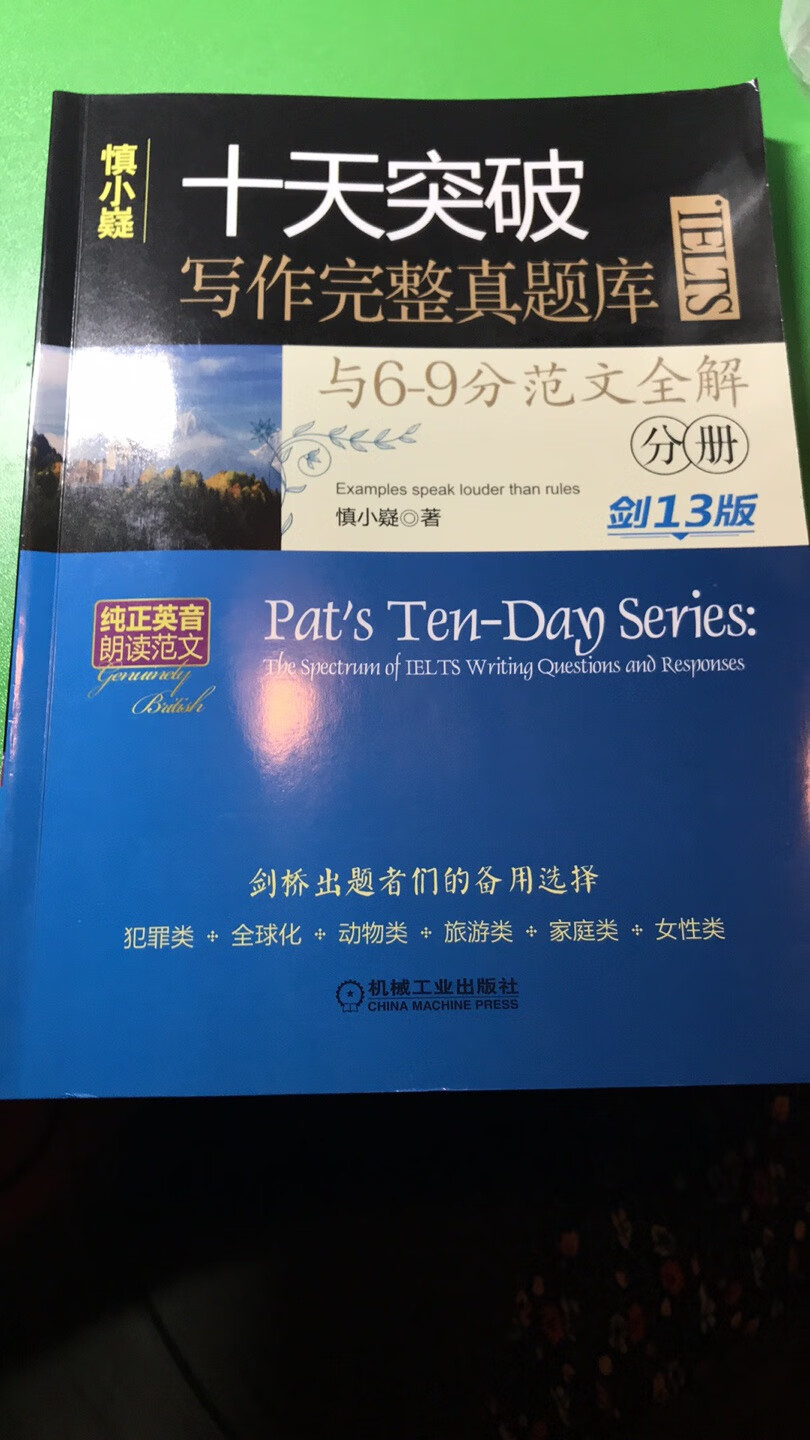 慎小嶷
十天突破
IELTS
写作完整真题库
与6-9分范文全解
分册
Examples speak louder than rules
慎小嶷◎著
剑13版
纯正英音
朗读范文
Genuinely
British
Pat's Ten-Day Series:
The Spectrum of IELTS Writing Questions and Responses
剑桥出题者们的备用选择
犯罪类 ✣ 全球化 ✣ 动物类 ✣ 旅游类 ✣ 家庭类 ✣ 女性类
机械工业出版社
CHINA MACHINE PRESS